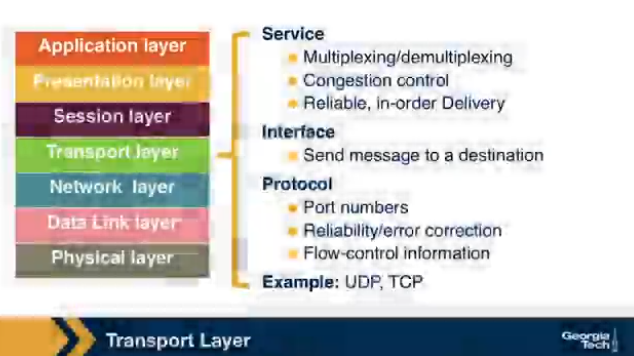 Application layer
Presentation layer
Session layer
Transport layer
Network layer
Data Link layer
Physical layer
Service
Multiplexing/demultiplexing
Congestion control
Reliable, in-order Delivery
Interface
Send message to a destination
Protocol
Port numbers
Reliability/error correction
Flow-control information
Example: UDP, TCP
Transport Layer
Georgia
Tech